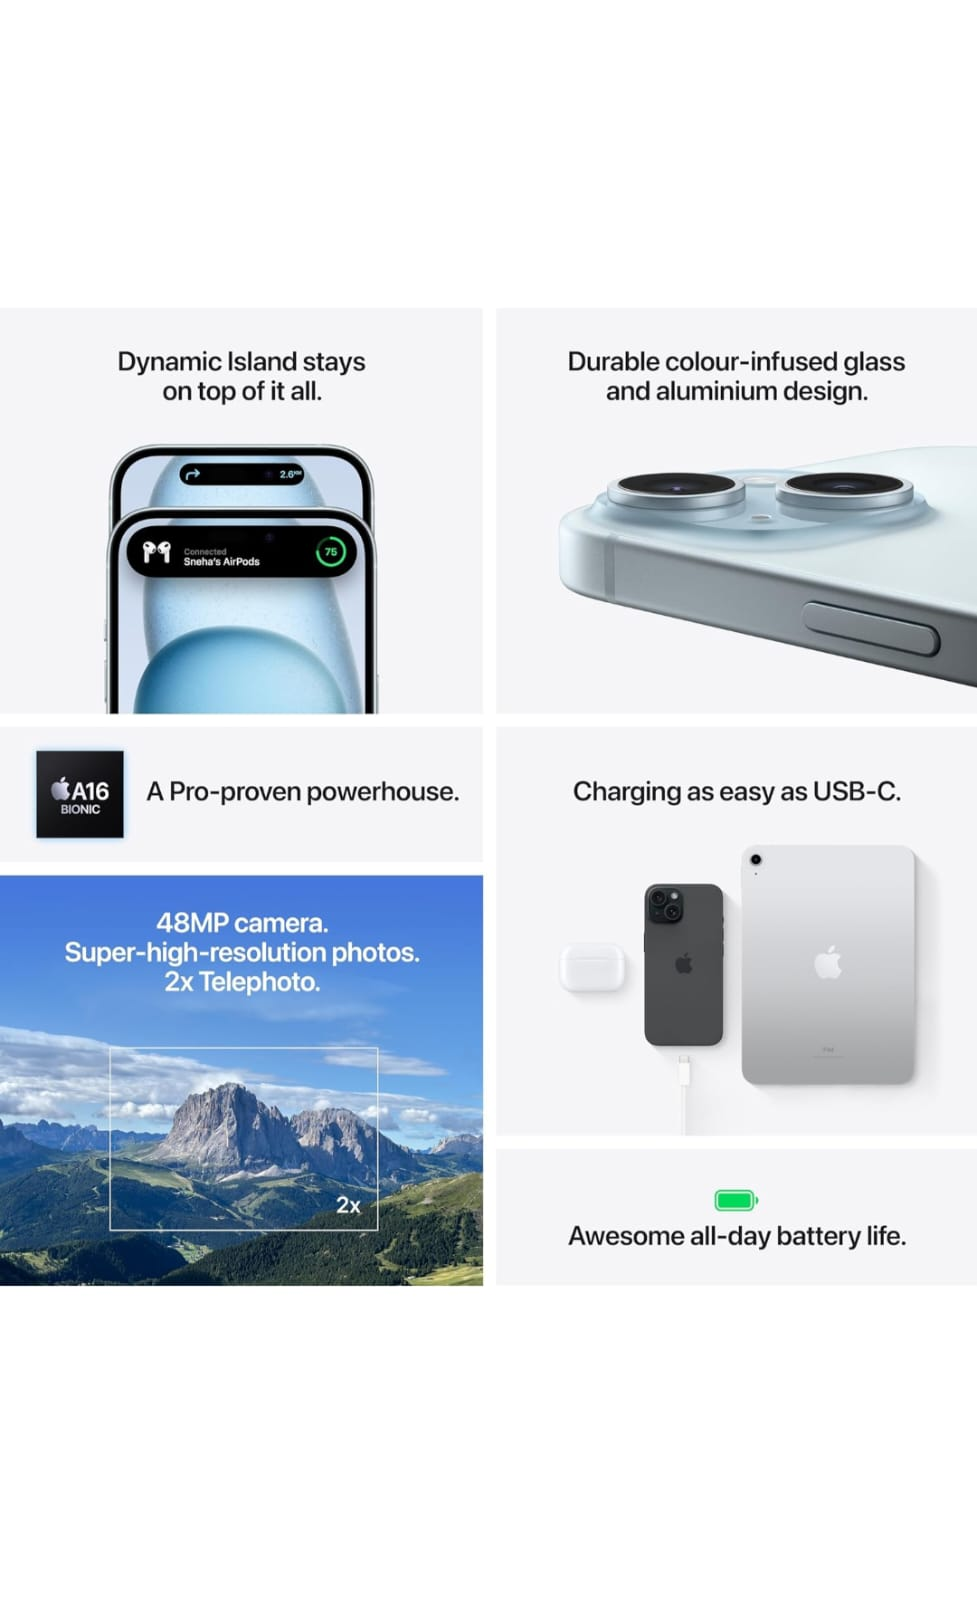 Dynamic Island stays
on top of it all.
2.6KM
Connected
Sneha's AirPods
75
Durable colour-infused glass
and aluminium design.
A16
BIONIC
A Pro-proven powerhouse.
48MP camera.
Super-high-resolution photos.
2x Telephoto.
2x
Charging as easy as USB-C.
iPad
Awesome all-day battery life.